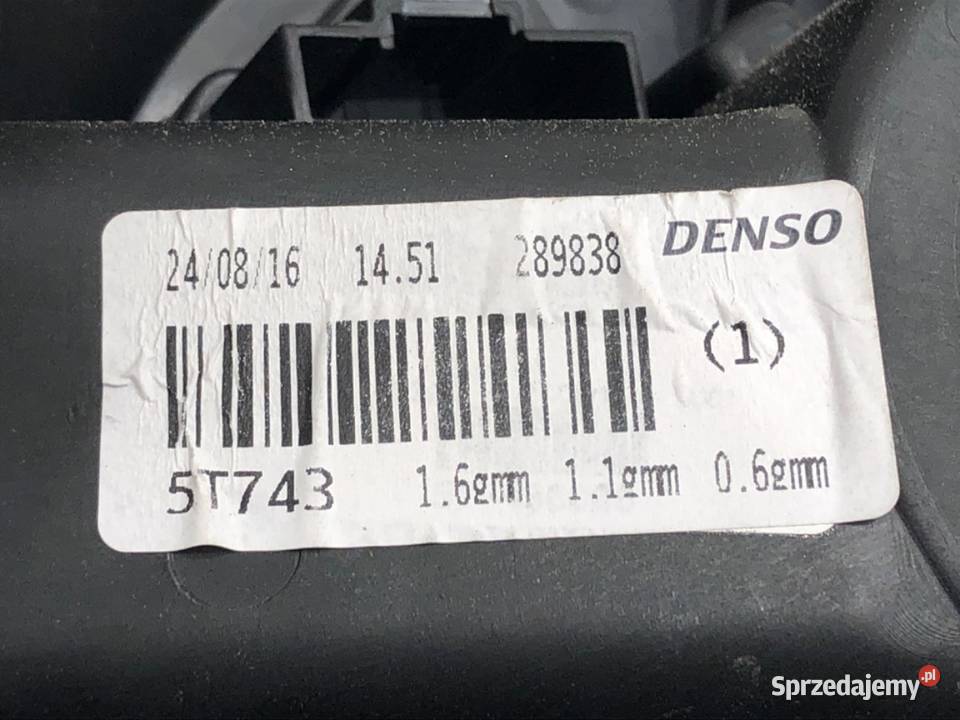 24/08/16 14.51 289838 DENSO
(1)
5T743 1.6gmm 1.1gmm 0.6gmm
Sprzedajemy.pl